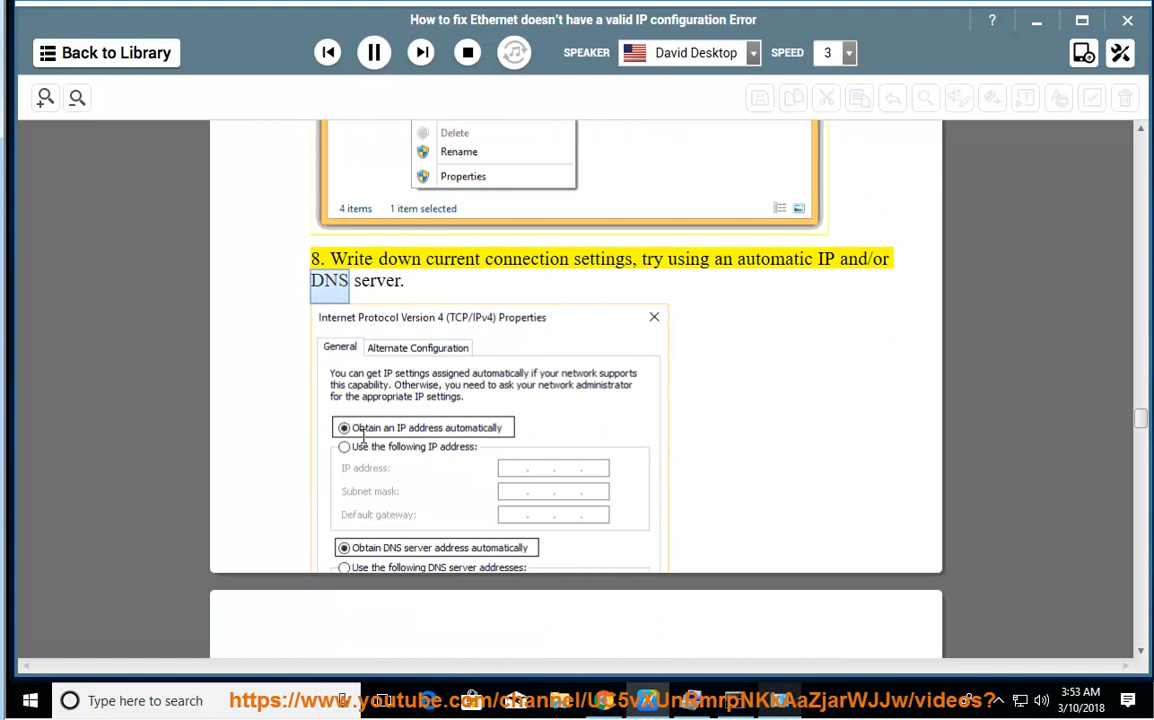 How to fix Ethernet doesn't have a valid IP configuration Error
?
Back to Library
SPEAKER
David Desktop
SPEED
3
Delete
Rename
Properties
4 items
1 item selected
8. Write down current connection settings, try using an automatic IP and/or
DNS server.
Internet Protocol Version 4 (TCP/IPv4) Properties
General
Alternate Configuration
You can get IP settings assigned automatically if your network supports
this capability. Otherwise, you need to ask your network administrator
for the appropriate IP settings.
Obtain an IP address automatically
Use the following IP address:
IP address:
Subnet mask:
Default gateway:
Obtain DNS server address automatically
Use the following DNS server addresses:
Type here to search
3:53 AM
3/10/2018